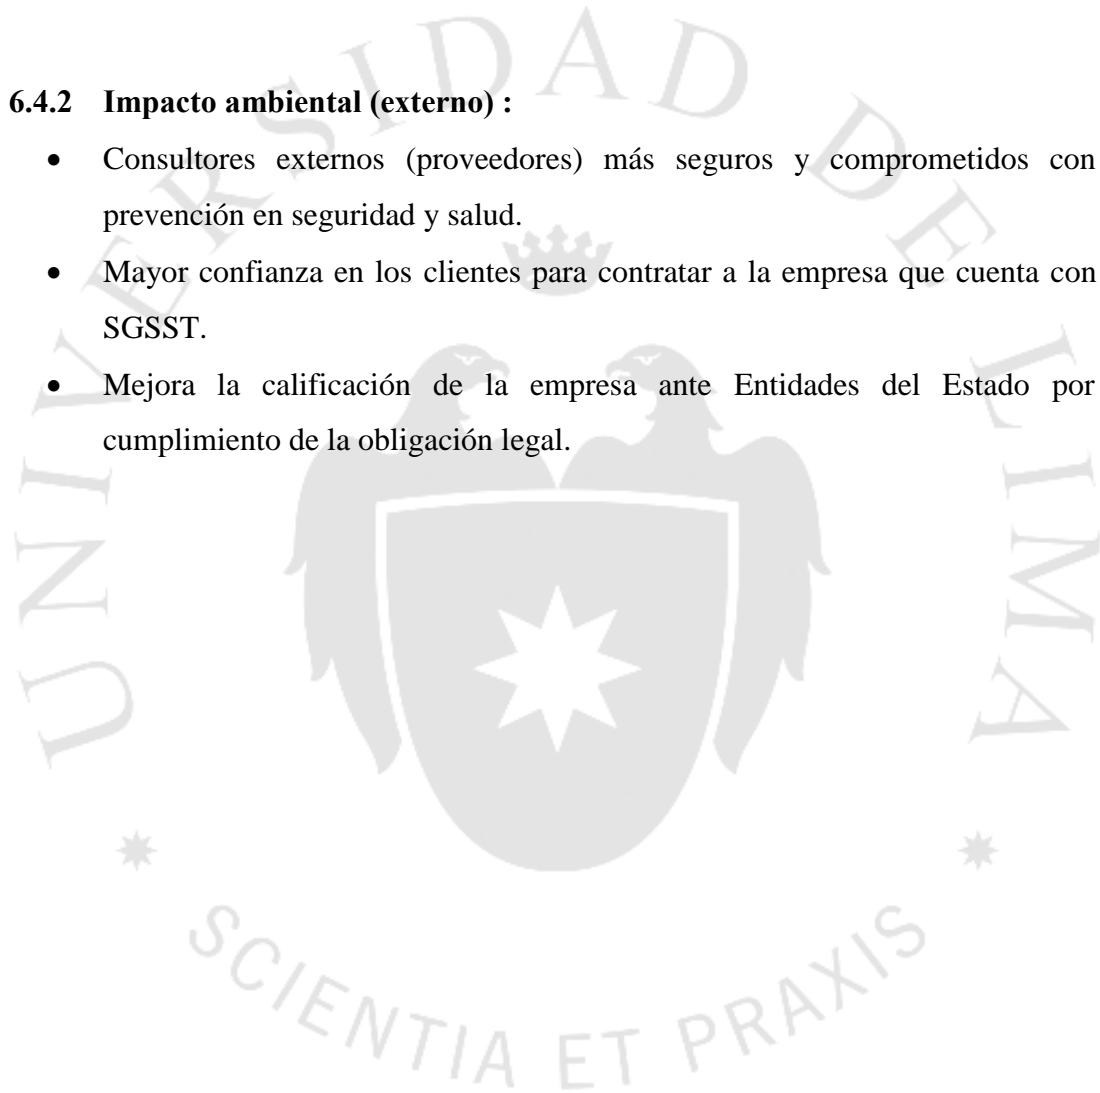 6.4.2 Impacto ambiental (externo) :
• Consultores externos (proveedores) más seguros y comprometidos con
prevención en seguridad y salud.
• Mayor confianza en los clientes para contratar a la empresa que cuenta con
SGSST.
• Mejora la calificación de la empresa ante Entidades del Estado por
cumplimiento de la obligación legal.
UNIVERSIDAD DE LIMA
SCIENTIA ET PRAXIS